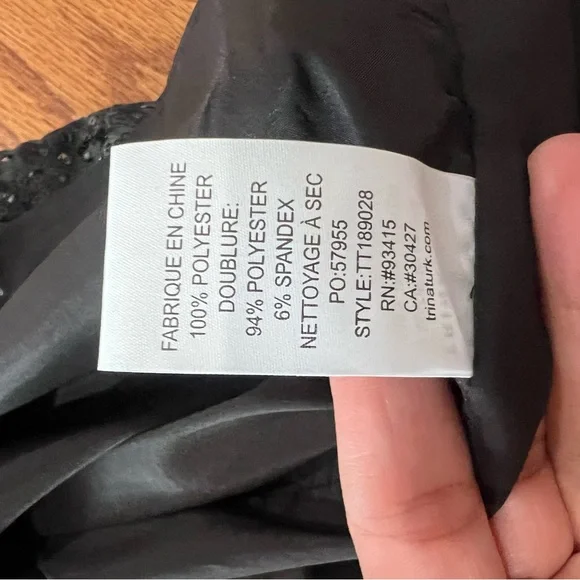 FABRIQUE EN CHINE
100% POLYESTER
DOUBLURE:
94% POLYESTER
6% SPANDEX
NETTOYAGE À SEC
PO:57955
STYLE:TT189028
RN:#93415
CA:#30427
trinaturk.com